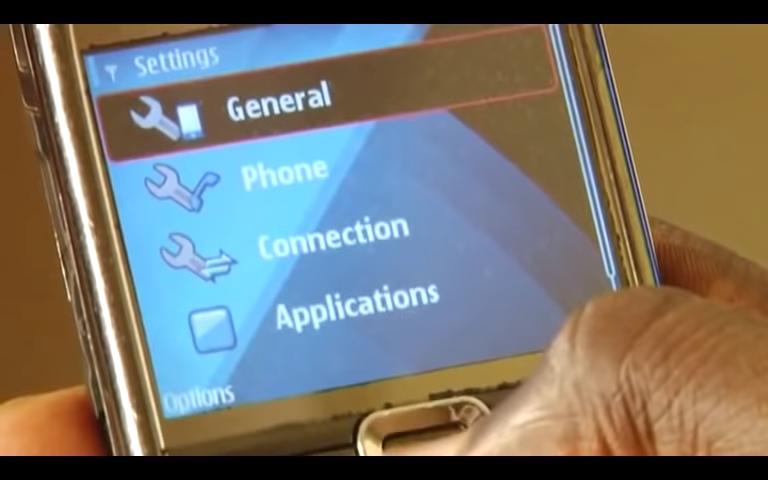 Settings
General
Phone
Connection
Applications
Options